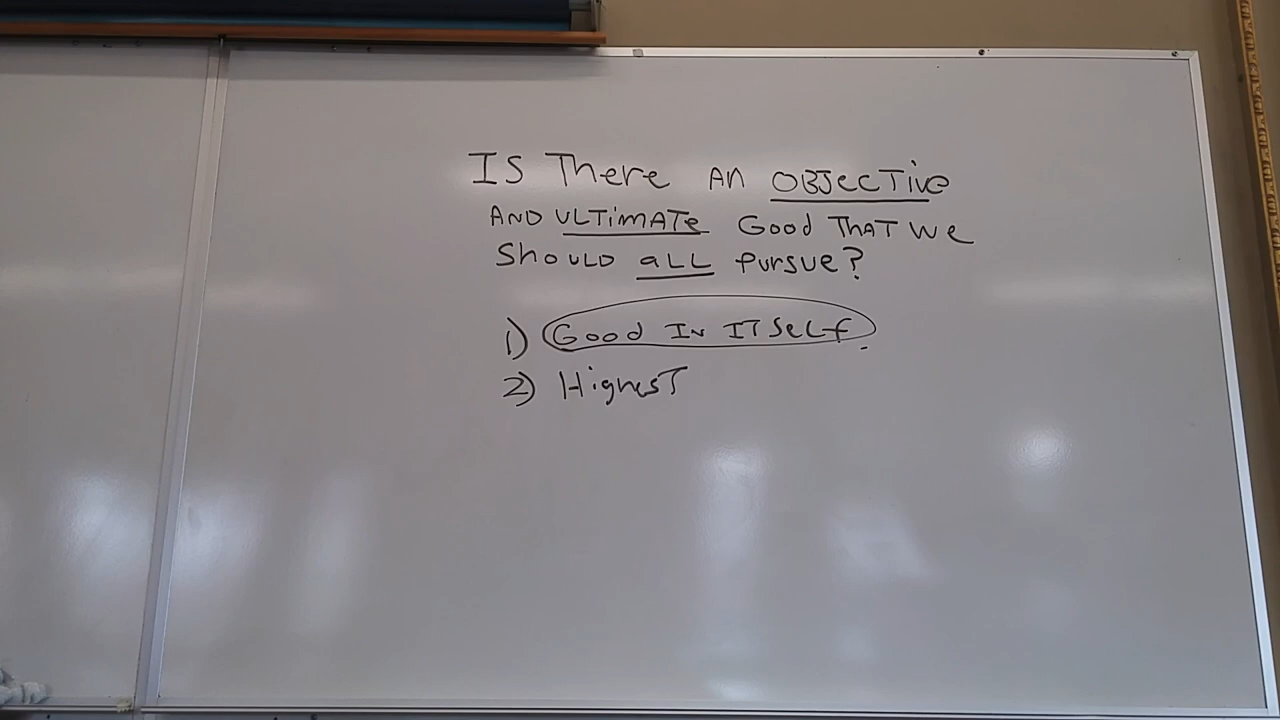 Is There An OBJecTive
AND ULTimATe Good THAT we
Should aLL pursue?
1) Good In ITSeLf.
2) HighesT